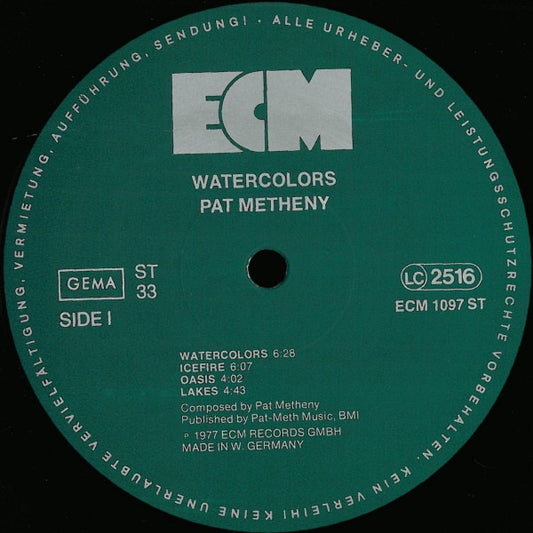 ALLE URHEBER- UND LEISTUNGSSCHUTZRECHTE VORBEHALTEN. KEIN VERLEIH! KEINE UNERLAUBTE VERVIELFÄLTIGUNG, VERMIETUNG, AUFFÜHRUNG, SENDUNG! ·
ECM
WATERCOLORS
PAT METHENY
GEMA
ST
33
SIDE I
LC 2516
ECM 1097 ST
WATERCOLORS 6:28
ICEFIRE 6:07
OASIS 4:02
LAKES 4:43
Composed by Pat Metheny
Published by Pat-Meth Music, BMI
℗ 1977 ECM RECORDS GMBH
MADE IN W. GERMANY